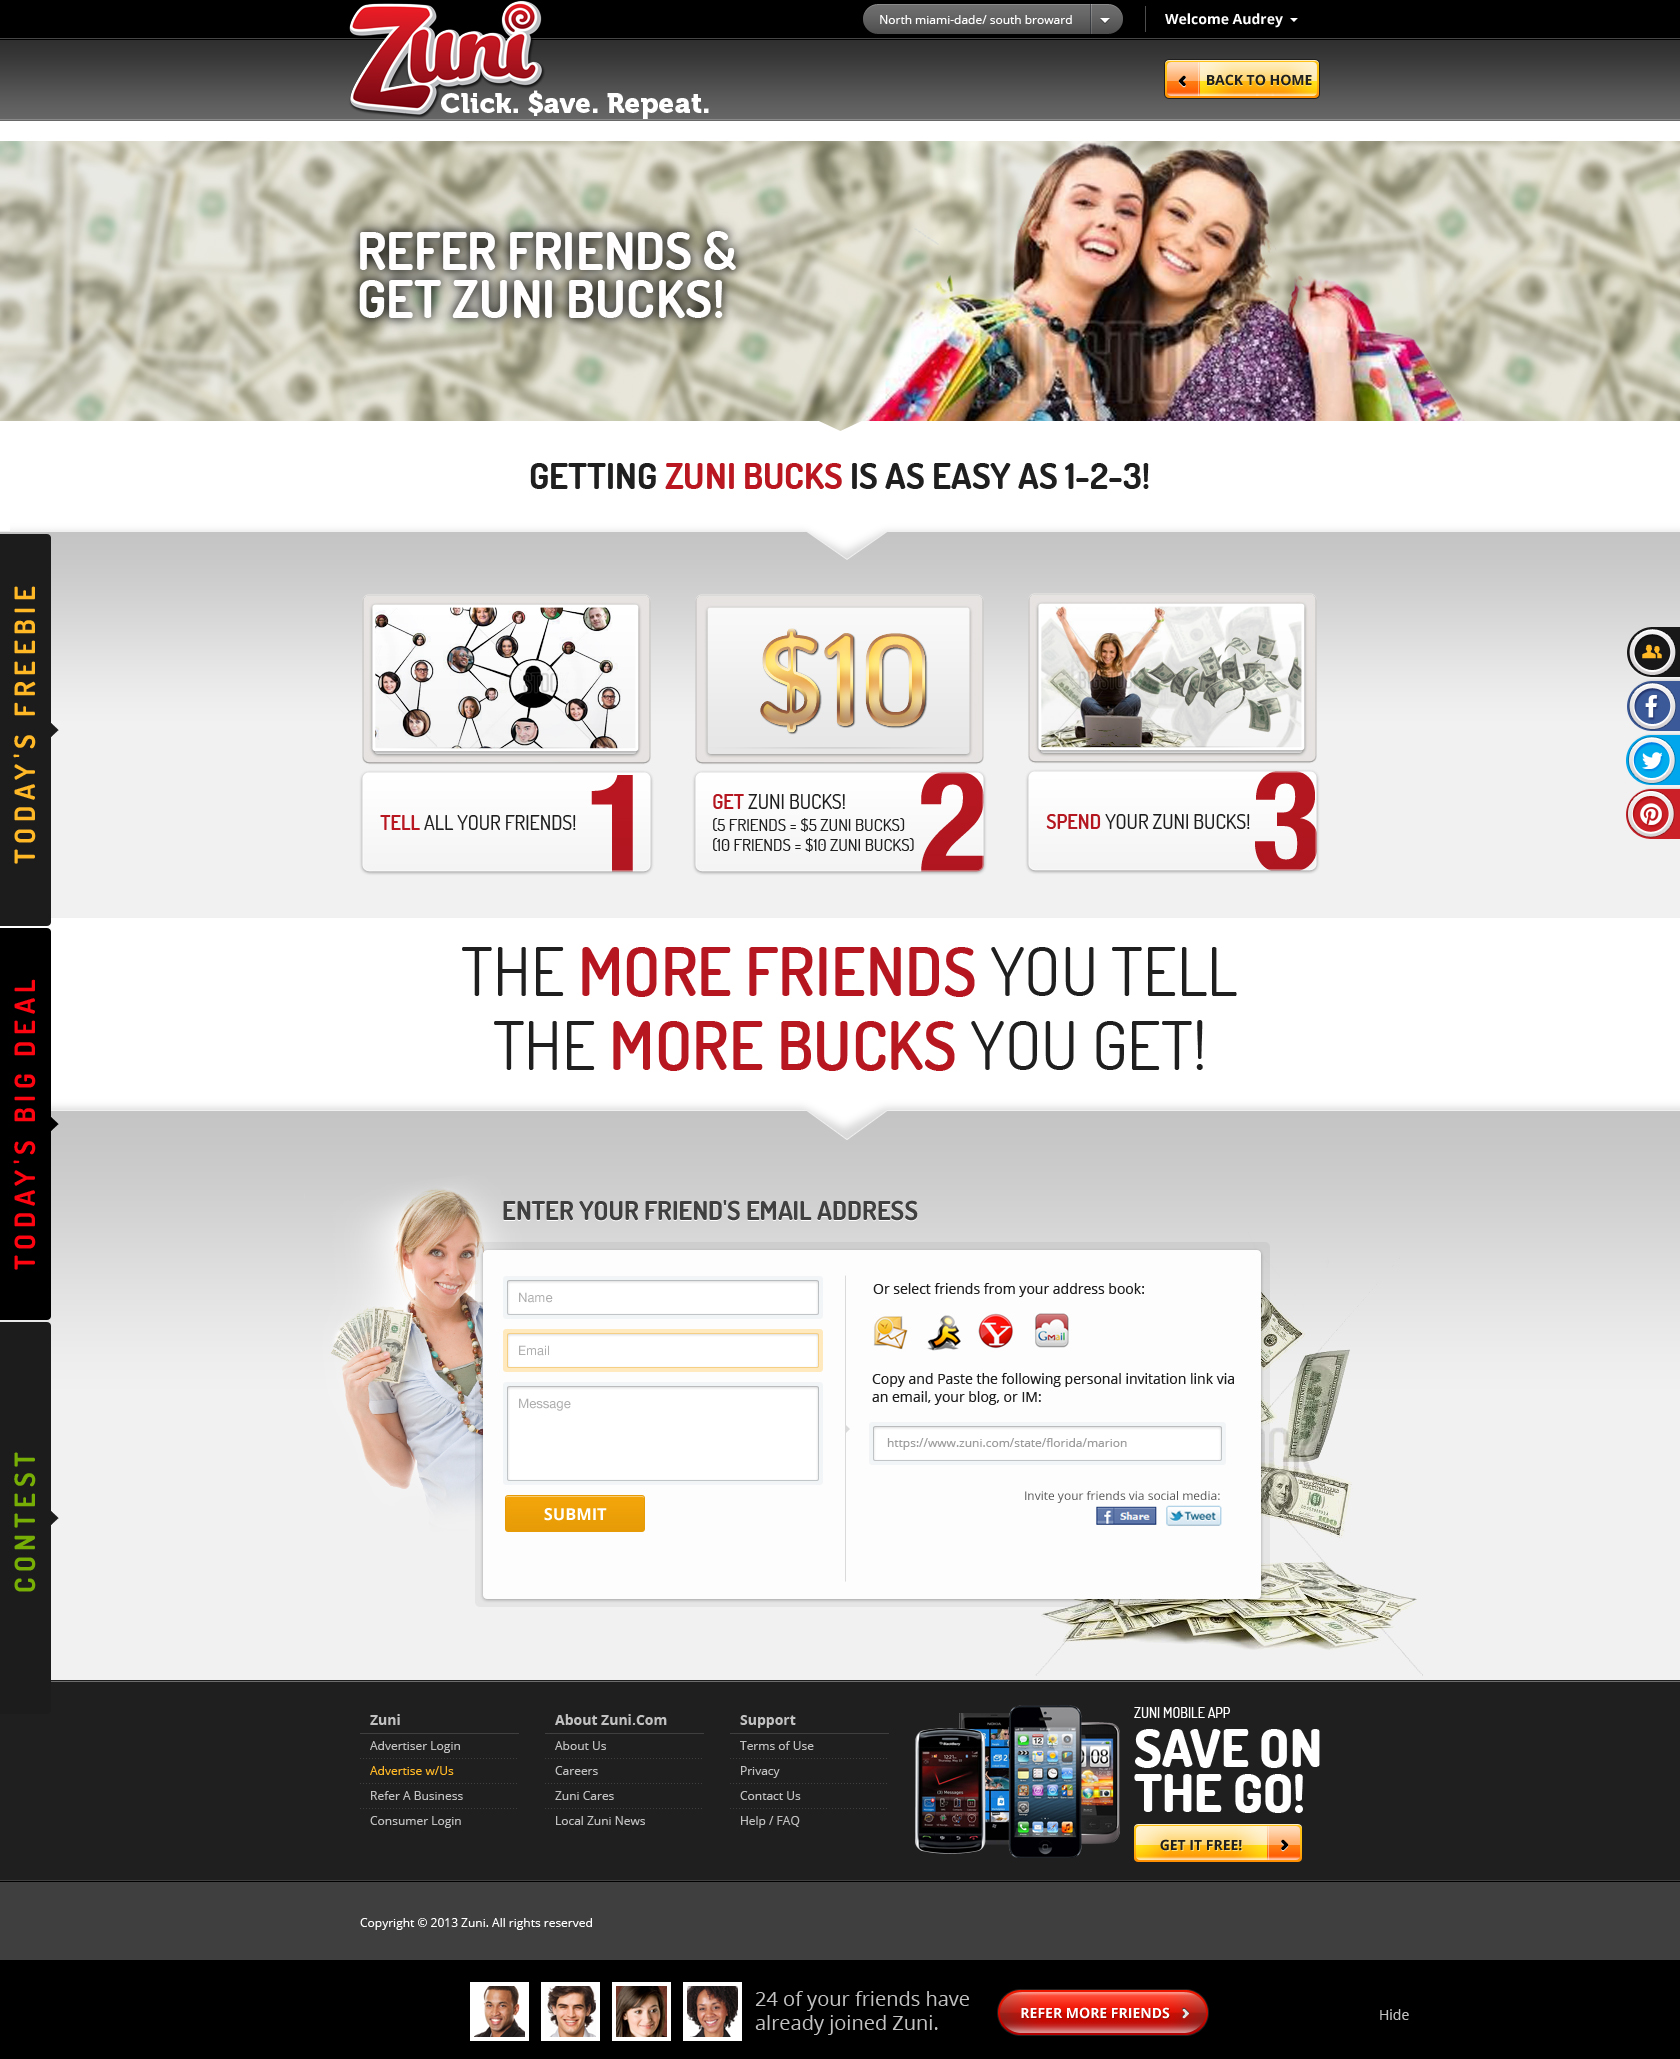 Zuni
Click. $ave. Repeat.
North miami-dade/ south broward
Welcome Audrey
BACK TO HOME
REFER FRIENDS &
GET ZUNI BUCKS!
GETTING ZUNI BUCKS IS AS EASY AS 1-2-3!
TODAY'S FREEBIE
TODAY'S BIG DEAL
CONTEST
$10
TELL ALL YOUR FRIENDS!
1
GET ZUNI BUCKS!
(5 FRIENDS = $5 ZUNI BUCKS)
(10 FRIENDS = $10 ZUNI BUCKS)
2
SPEND YOUR ZUNI BUCKS!
3
THE MORE FRIENDS YOU TELL
THE MORE BUCKS YOU GET!
ENTER YOUR FRIEND'S EMAIL ADDRESS
Name
Email
Message
SUBMIT
Or select friends from your address book:
Gmail
Copy and Paste the following personal invitation link via
an email, your blog, or IM:
https://www.zuni.com/state/florida/marion
Invite your friends via social media:
Share
Tweet
Zuni
Advertiser Login
Advertise w/Us
Refer A Business
Consumer Login
About Zuni.Com
About Us
Careers
Zuni Cares
Local Zuni News
Support
Terms of Use
Privacy
Contact Us
Help / FAQ
ZUNI MOBILE APP
SAVE ON
THE GO!
GET IT FREE!
Copyright © 2013 Zuni. All rights reserved
24 of your friends have
already joined Zuni.
REFER MORE FRIENDS
Hide